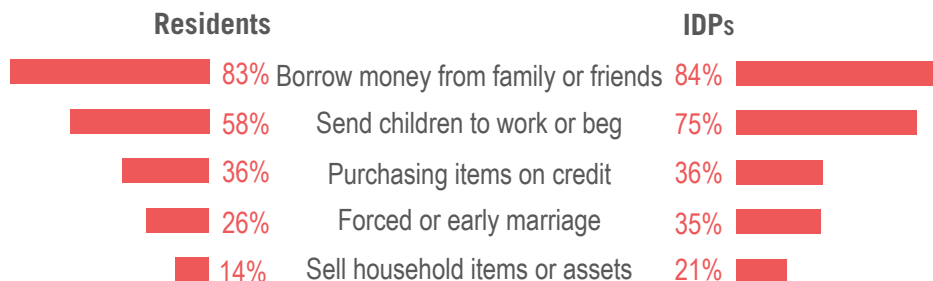 Residents IDPs
83% Borrow money from family or friends 84%
58% Send children to work or beg 75%
36% Purchasing items on credit 36%
26% Forced or early marriage 35%
14% Sell household items or assets 21%